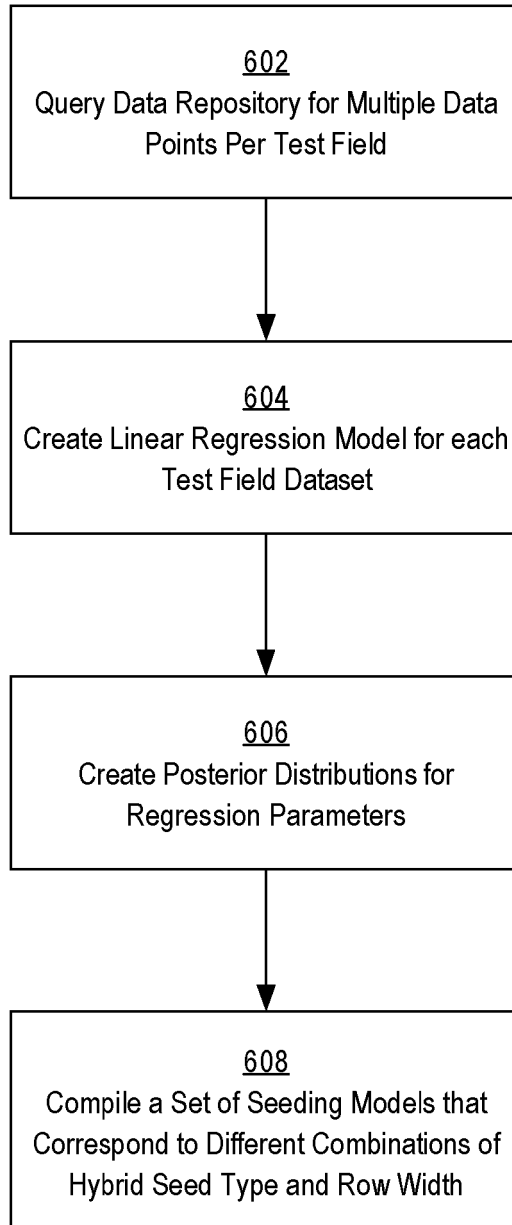 602
Query Data Repository for Multiple Data
Points Per Test Field
604
Create Linear Regression Model for each
Test Field Dataset
606
Create Posterior Distributions for
Regression Parameters
608
Compile a Set of Seeding Models that
Correspond to Different Combinations of
Hybrid Seed Type and Row Width